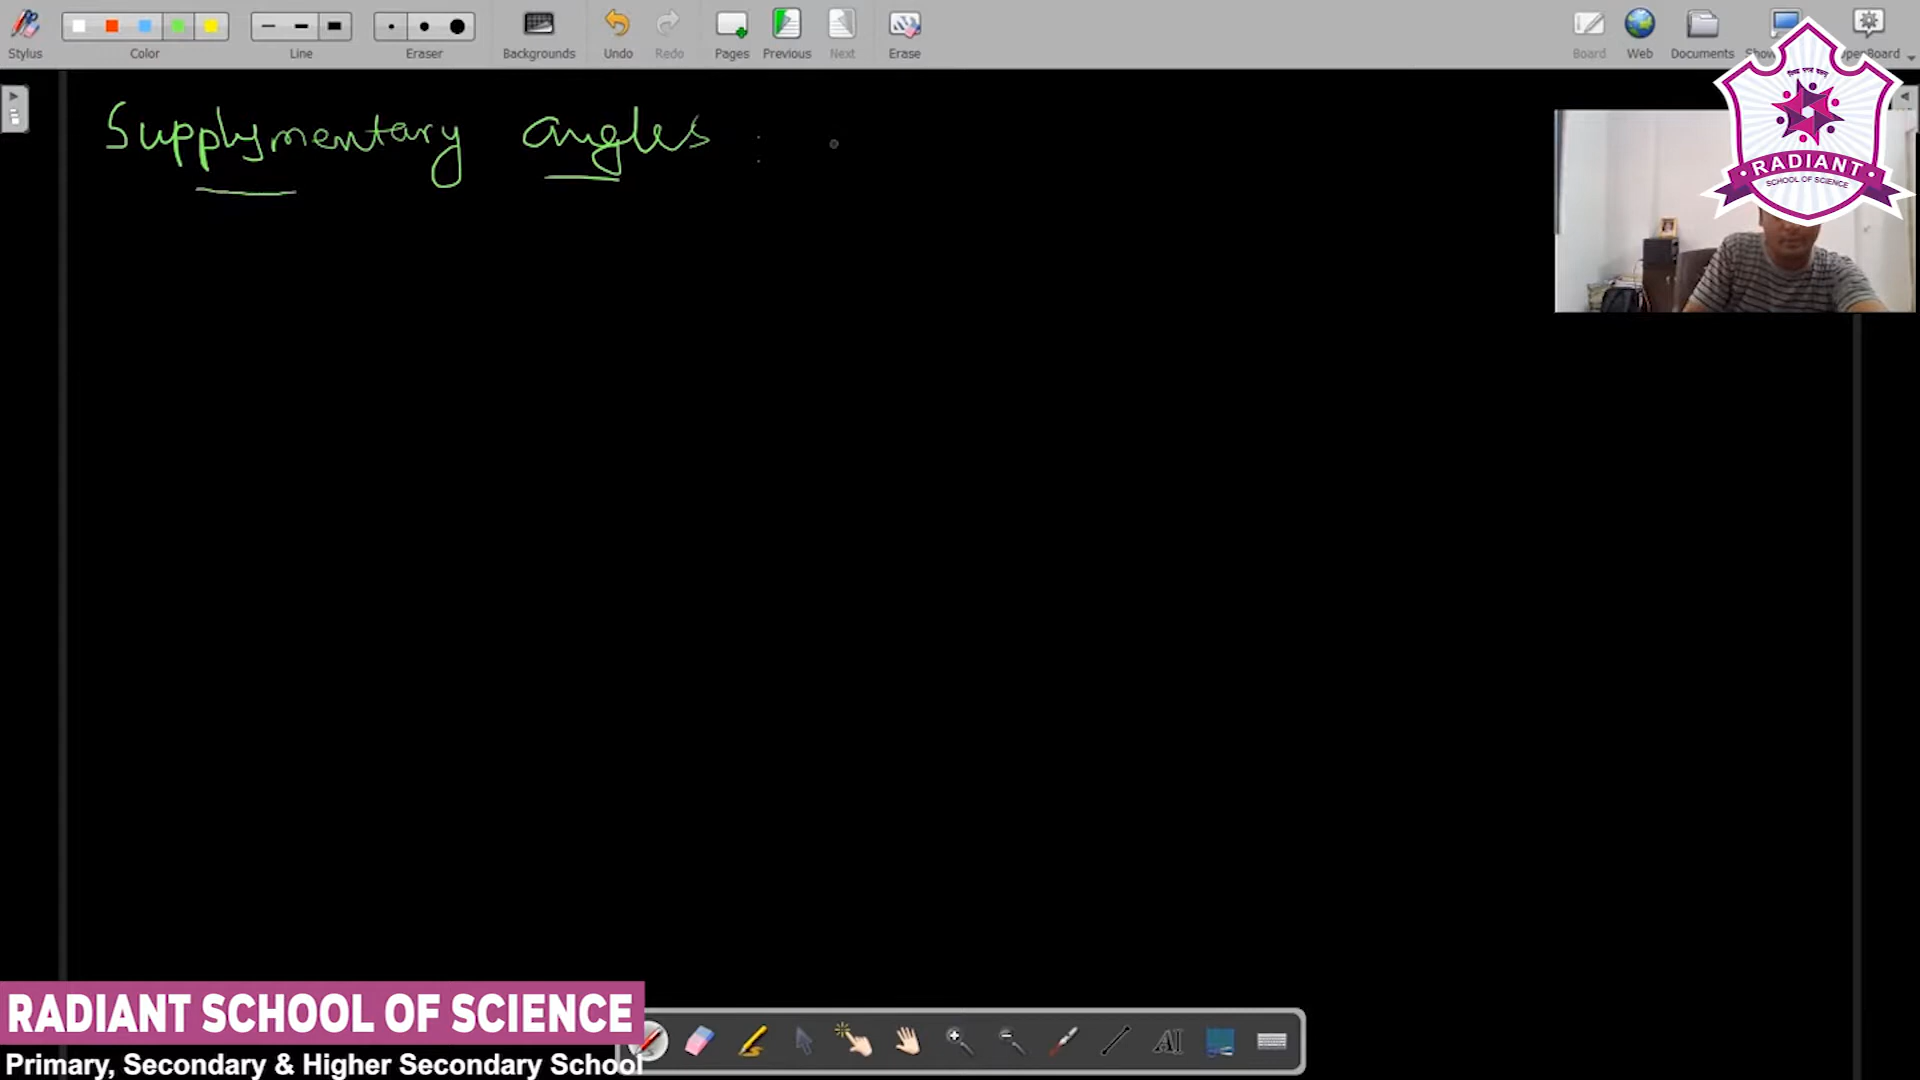 Stylus Color Line Eraser Backgrounds Undo Redo Pages Previous Next Erase Board Web Documents
Supplymentary angles :
RADIANT
SCHOOL OF SCIENCE
RADIANT SCHOOL OF SCIENCE
Primary, Secondary & Higher Secondary School